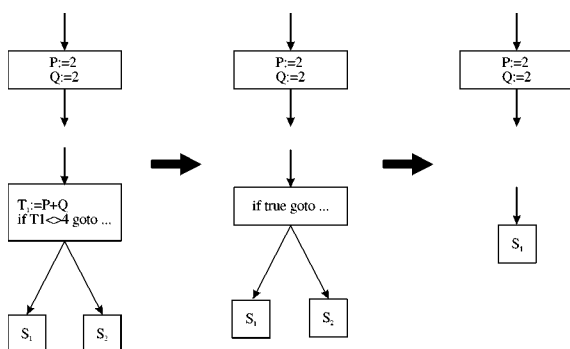 P:=2
Q:=2
T₁:=P+Q
if T1<>4 goto ...
S₁
S₂
P:=2
Q:=2
if true goto ...
S₁
S₂
P:=2
Q:=2
S₁